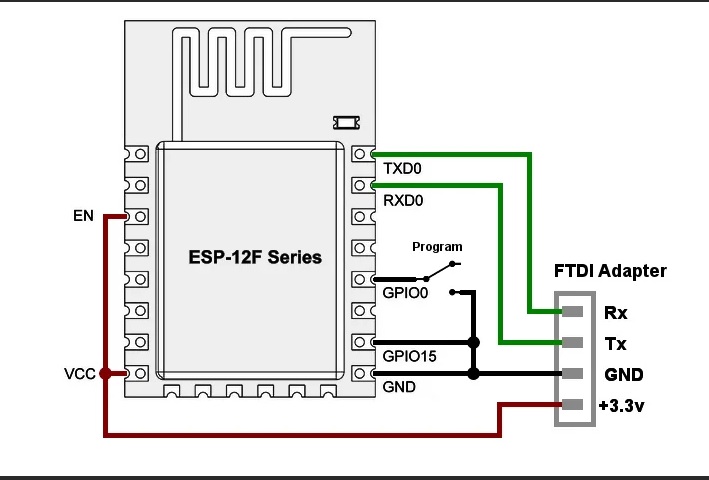 TXD0
RXD0
EN
Program
ESP-12F Series
FTDI Adapter
GPIO0
Rx
Tx
GPIO15
VCC
GND
GND
+3.3v